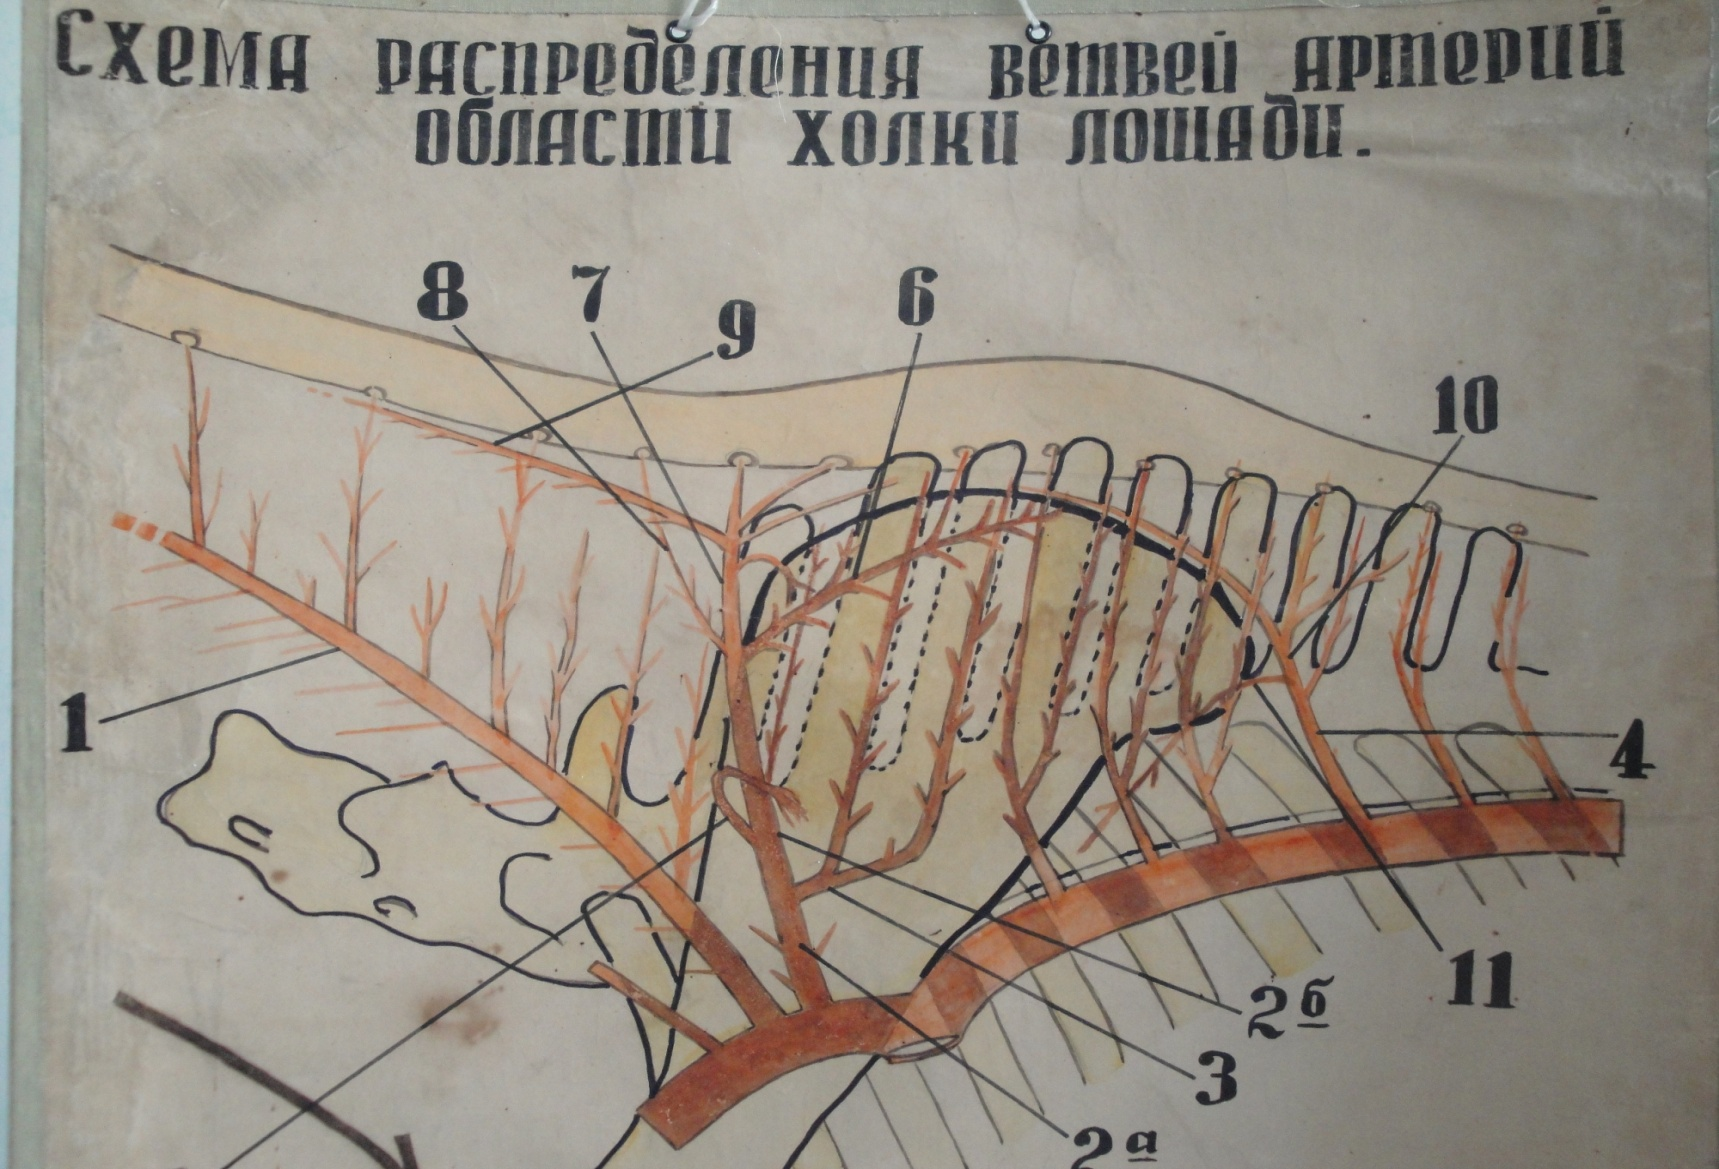 Схема распределения ветвей артерий
области холки лошади.
8
7
9
6
10
1
4
11
2б
3
2а